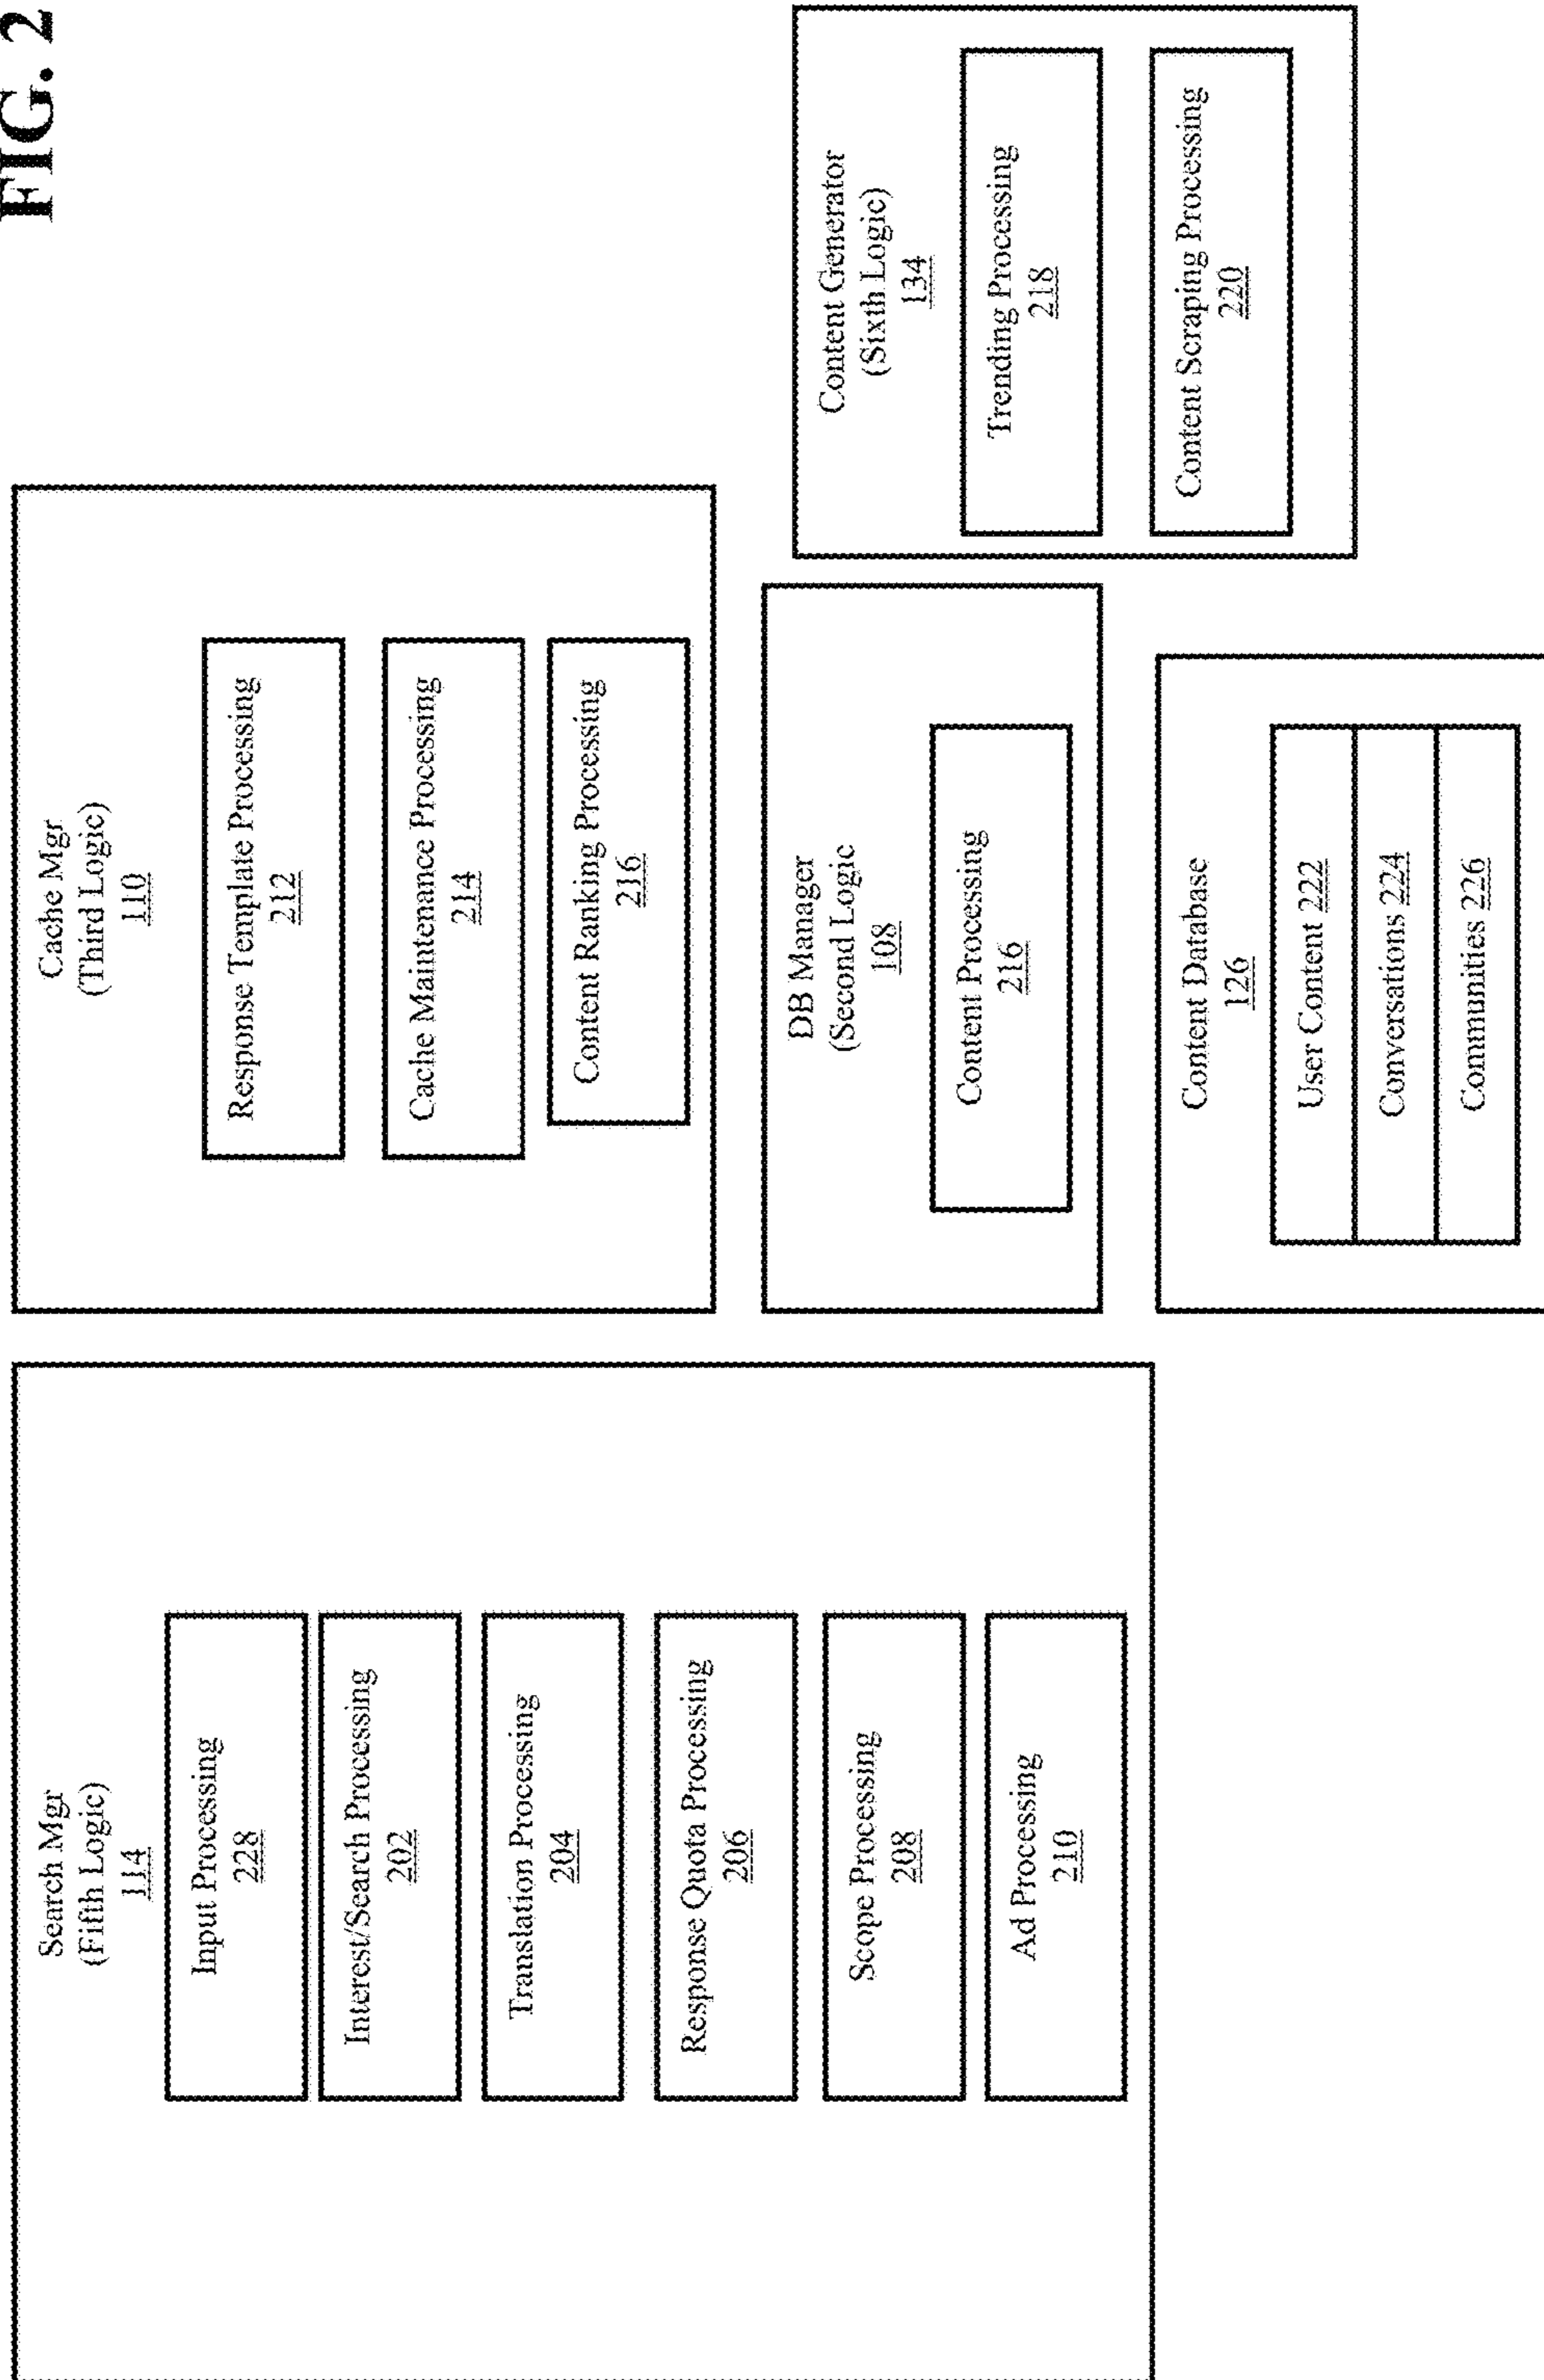 FIG. 2
Search Mgr
(Fifth Logic)
114
Input Processing
228
Interest/Search Processing
202
Translation Processing
204
Response Quota Processing
206
Scope Processing
208
Ad Processing
210
Cache Mgr
(Third Logic)
110
Response Template Processing
212
Cache Maintenance Processing
214
Content Ranking Processing
216
DB Manager
(Second Logic
108
Content Processing
216
Content Database
126
User Content 222
Conversations 224
Communities 226
Content Generator
(Sixth Logic)
134
Trending Processing
218
Content Scraping Processing
220